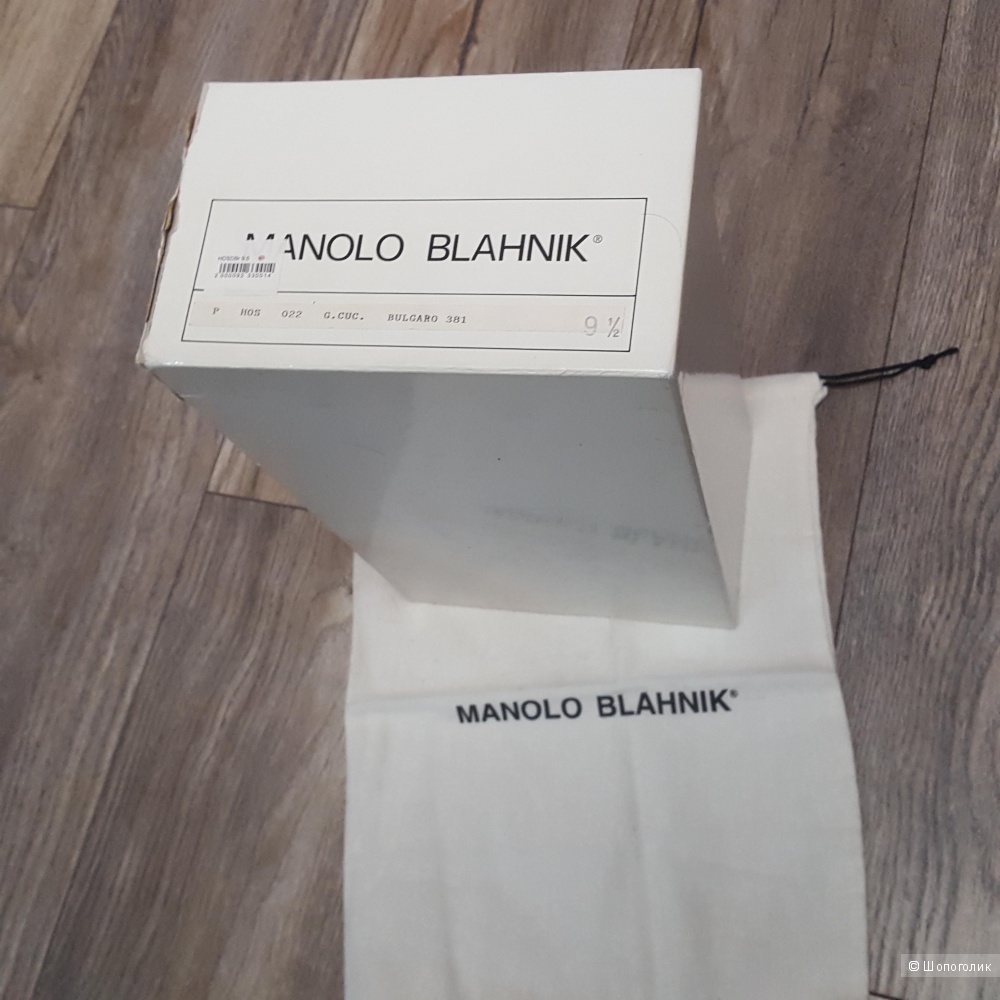 MANOLO BLAHNIK®
P HOS 022 G.CUC. BULGARO 381
9 ½
MANOLO BLAHNIK®
© Шопоголик